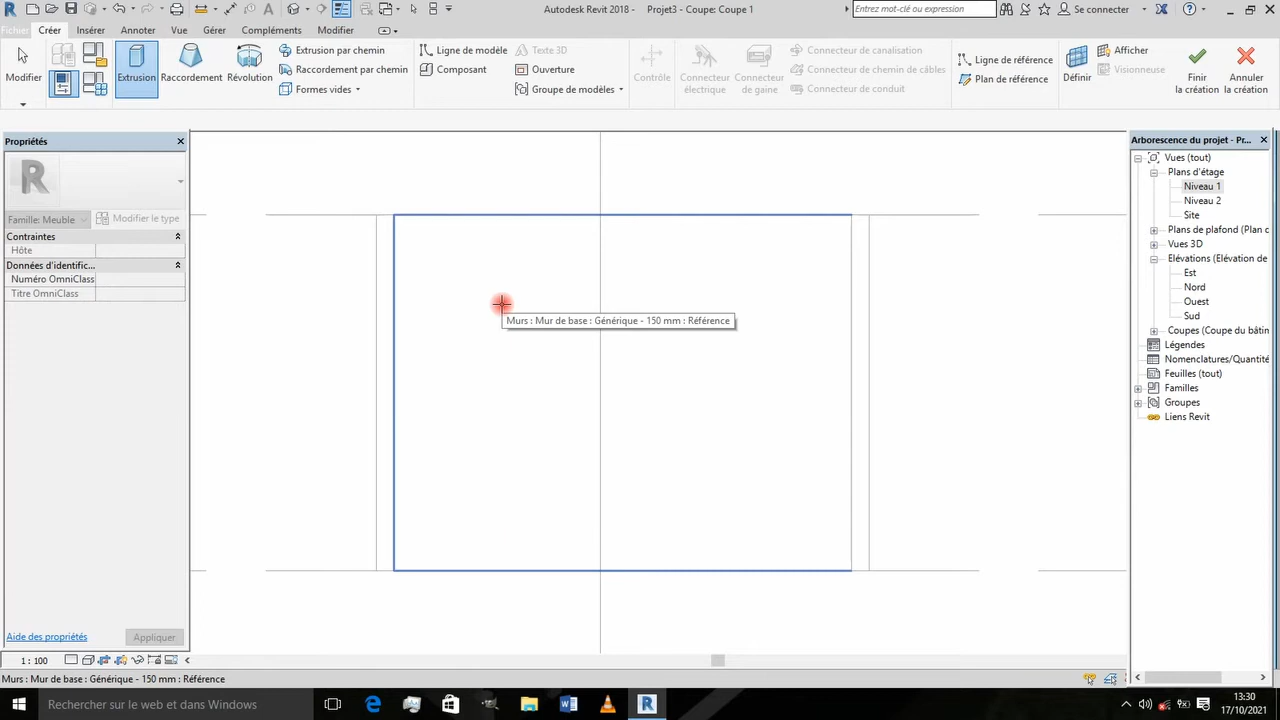 Autodesk Revit 2018 - Projet3 - Coupe: Coupe 1
Entrez mot-clé ou expression
Se connecter
Fichier Créer Insérer Annoter Vue Gérer Compléments Modifier
Modifier
Extrusion
Raccordement
Révolution
Extrusion par chemin
Raccordement par chemin
Formes vides
Ligne de modèle
Composant
Texte 3D
Ouverture
Groupe de modèles
Contrôle
Connecteur électrique
Connecteur de gaine
Connecteur de canalisation
Connecteur de chemin de câbles
Connecteur de conduit
Ligne de référence
Plan de référence
Définir
Afficher
Visionneuse
Finir la création
Annuler la création
Propriétés
R
Famille: Meuble
Modifier le type
Contraintes
Hôte
Données d'identific...
Numéro OmniClass
Titre OmniClass
Murs : Mur de base : Générique - 150 mm : Référence
Arborescence du projet - Pr...
Vues (tout)
Plans d'étage
Niveau 1
Niveau 2
Site
Plans de plafond (Plan c
Vues 3D
Elévations (Elévation de
Est
Nord
Ouest
Sud
Coupes (Coupe du bâtin
Légendes
Nomenclatures/Quantité
Feuilles (tout)
Familles
Groupes
Liens Revit
Aide des propriétés
Appliquer
1 : 100
Murs : Mur de base : Générique - 150 mm : Référence
Rechercher sur le web et dans Windows
13:30
17/10/2021